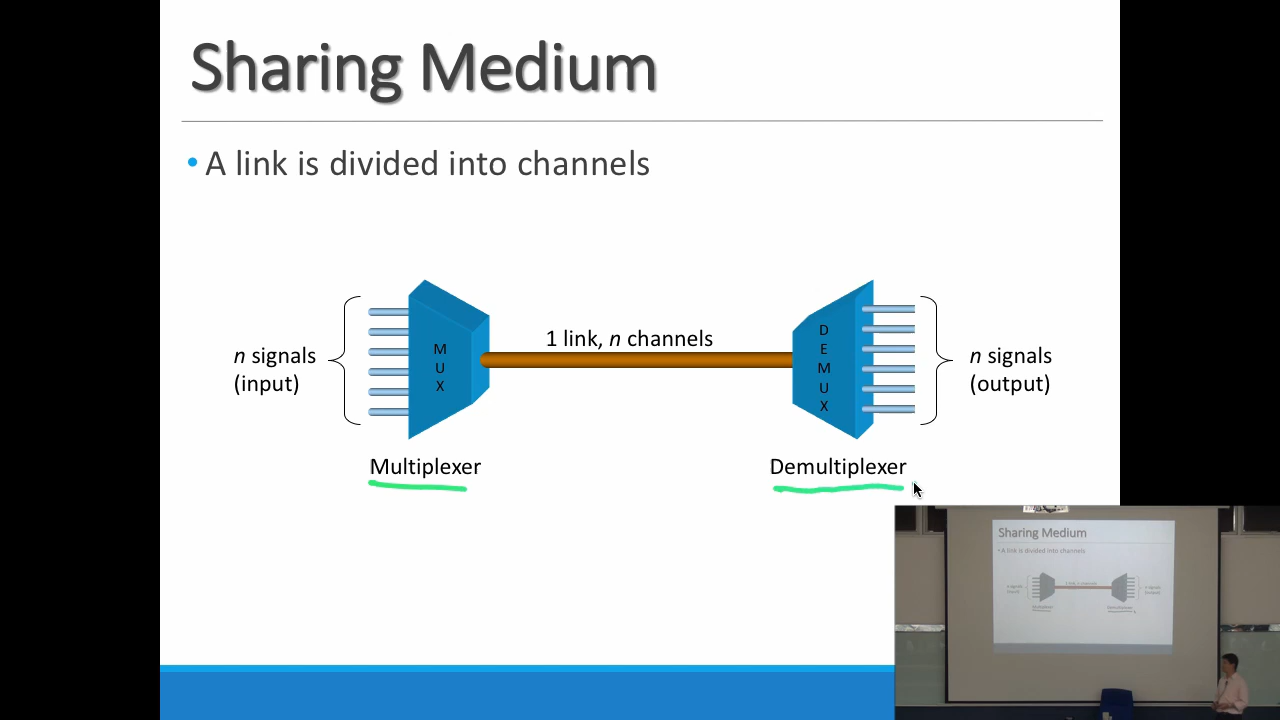 Sharing Medium
• A link is divided into channels
1 link, n channels
n signals
(input)
M
U
X
D
E
M
U
X
n signals
(output)
Multiplexer
Demultiplexer
Sharing Medium
• A link is divided into channels